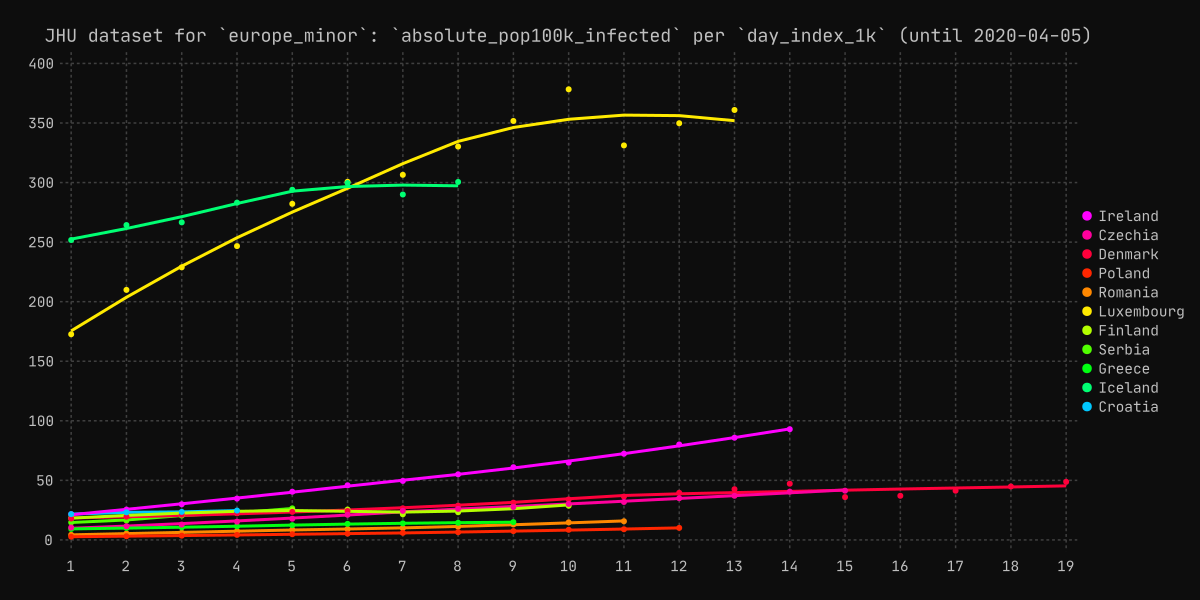 JHU dataset for `europe_minor`: `absolute_pop100k_infected` per `day_index_1k` (until 2020-04-05)
400
350
300
250
200
150
100
50
0
1 2 3 4 5 6 7 8 9 10 11 12 13 14 15 16 17 18 19
Ireland
Czechia
Denmark
Poland
Romania
Luxembourg
Finland
Serbia
Greece
Iceland
Croatia